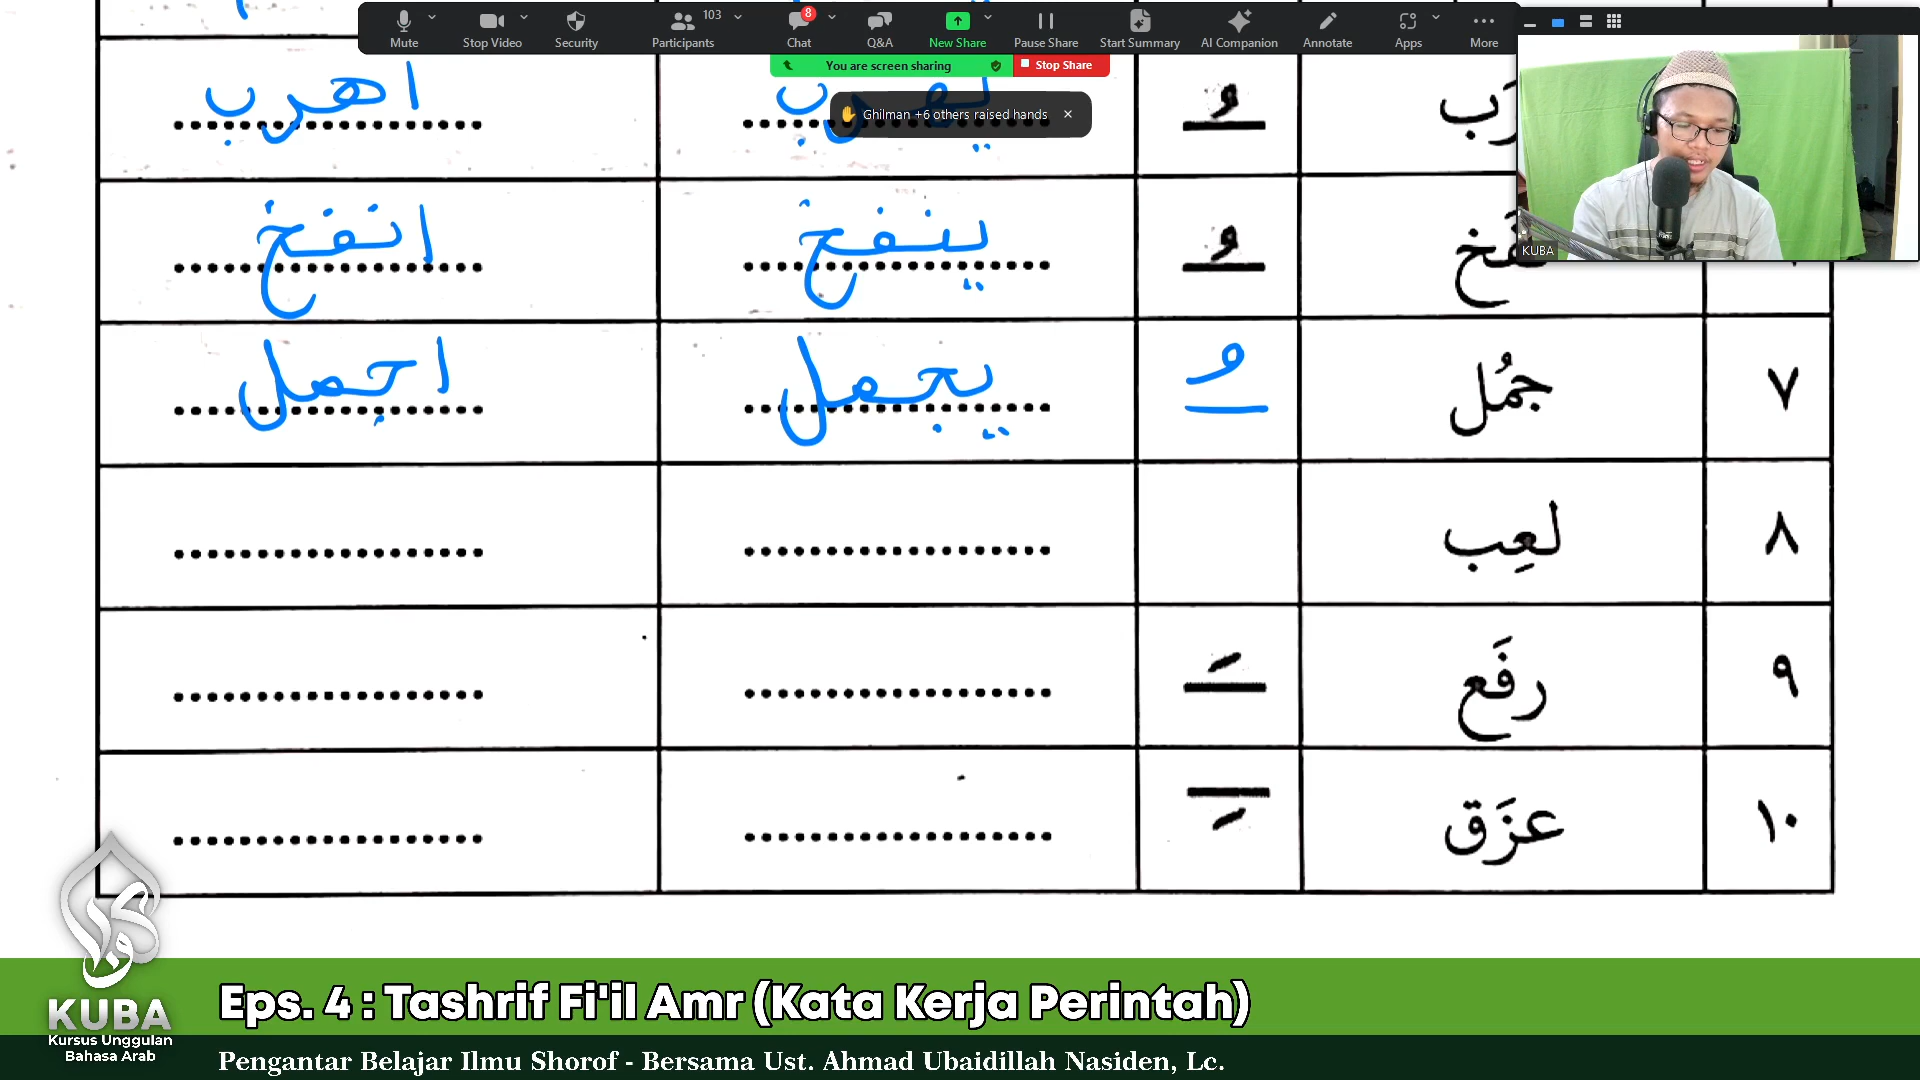 Mute
Stop Video
Security
Participants
103
Chat
8
Q&A
New Share
Pause Share
Start Summary
AI Companion
Annotate
Apps
More
You are screen sharing
Stop Share
Ghilman +6 others raised hands
KUBA
اهرب
انفخ ينفخ
٧ جمُل يجمل اجمل
٨ لعِب
٩ رفَع
١٠ عزَق
KUBA
Kursus Unggulan
Bahasa Arab
Eps. 4 : Tashrif Fi'il Amr (Kata Kerja Perintah)
Pengantar Belajar Ilmu Shorof - Bersama Ust. Ahmad Ubaidillah Nasiden, Lc.